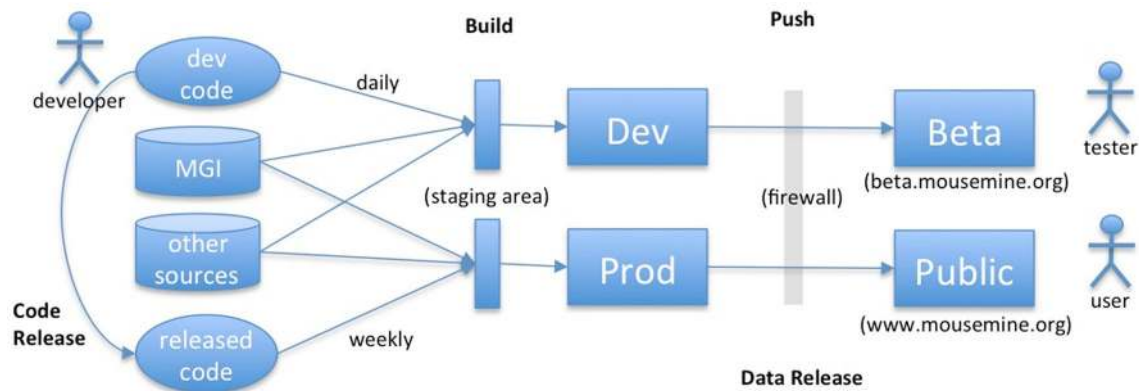 Build
Push
dev
code
daily
developer
Dev
Beta
tester
MGI
(staging area)
(firewall)
(beta.mousemine.org)
other
sources
Prod
Public
user
Code
Release
released
code
weekly
(www.mousemine.org)
Data Release